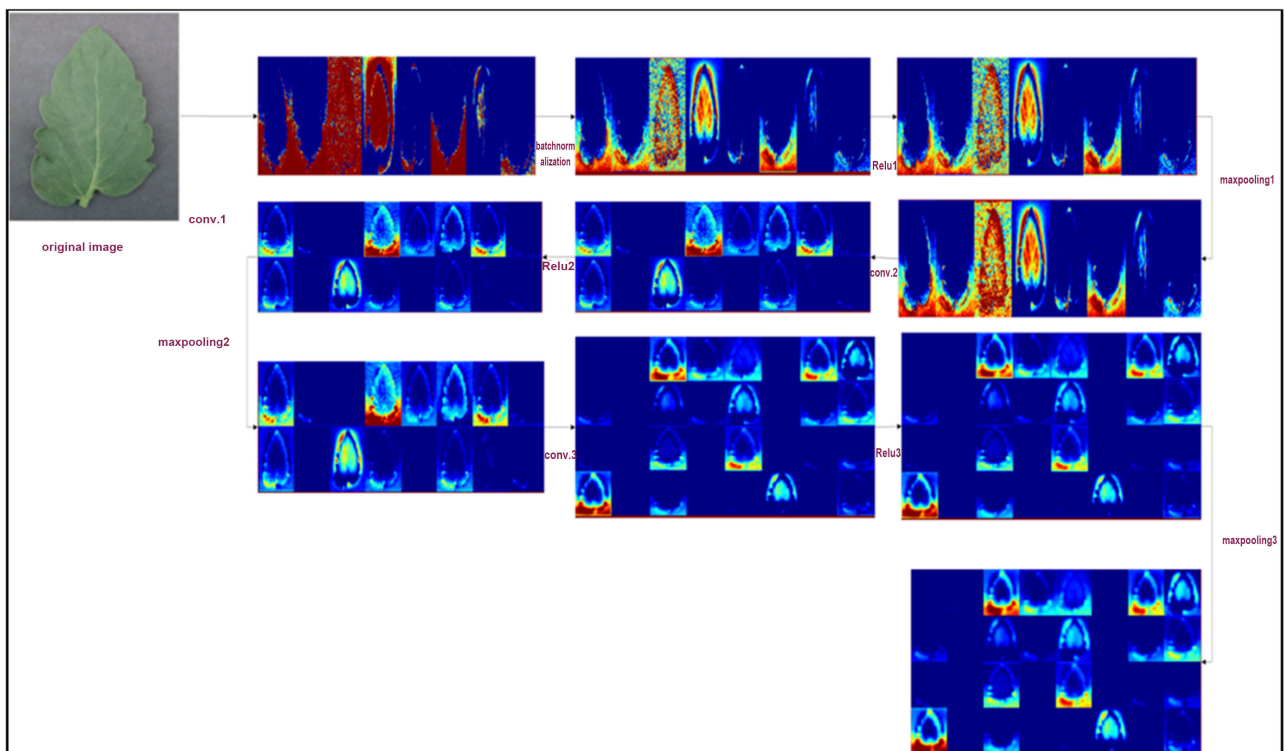 batchnorm
alization
Relu1
maxpooling1
conv.1
original image
Relu2
conv.2
maxpooling2
conv.3
Relu3
maxpooling3